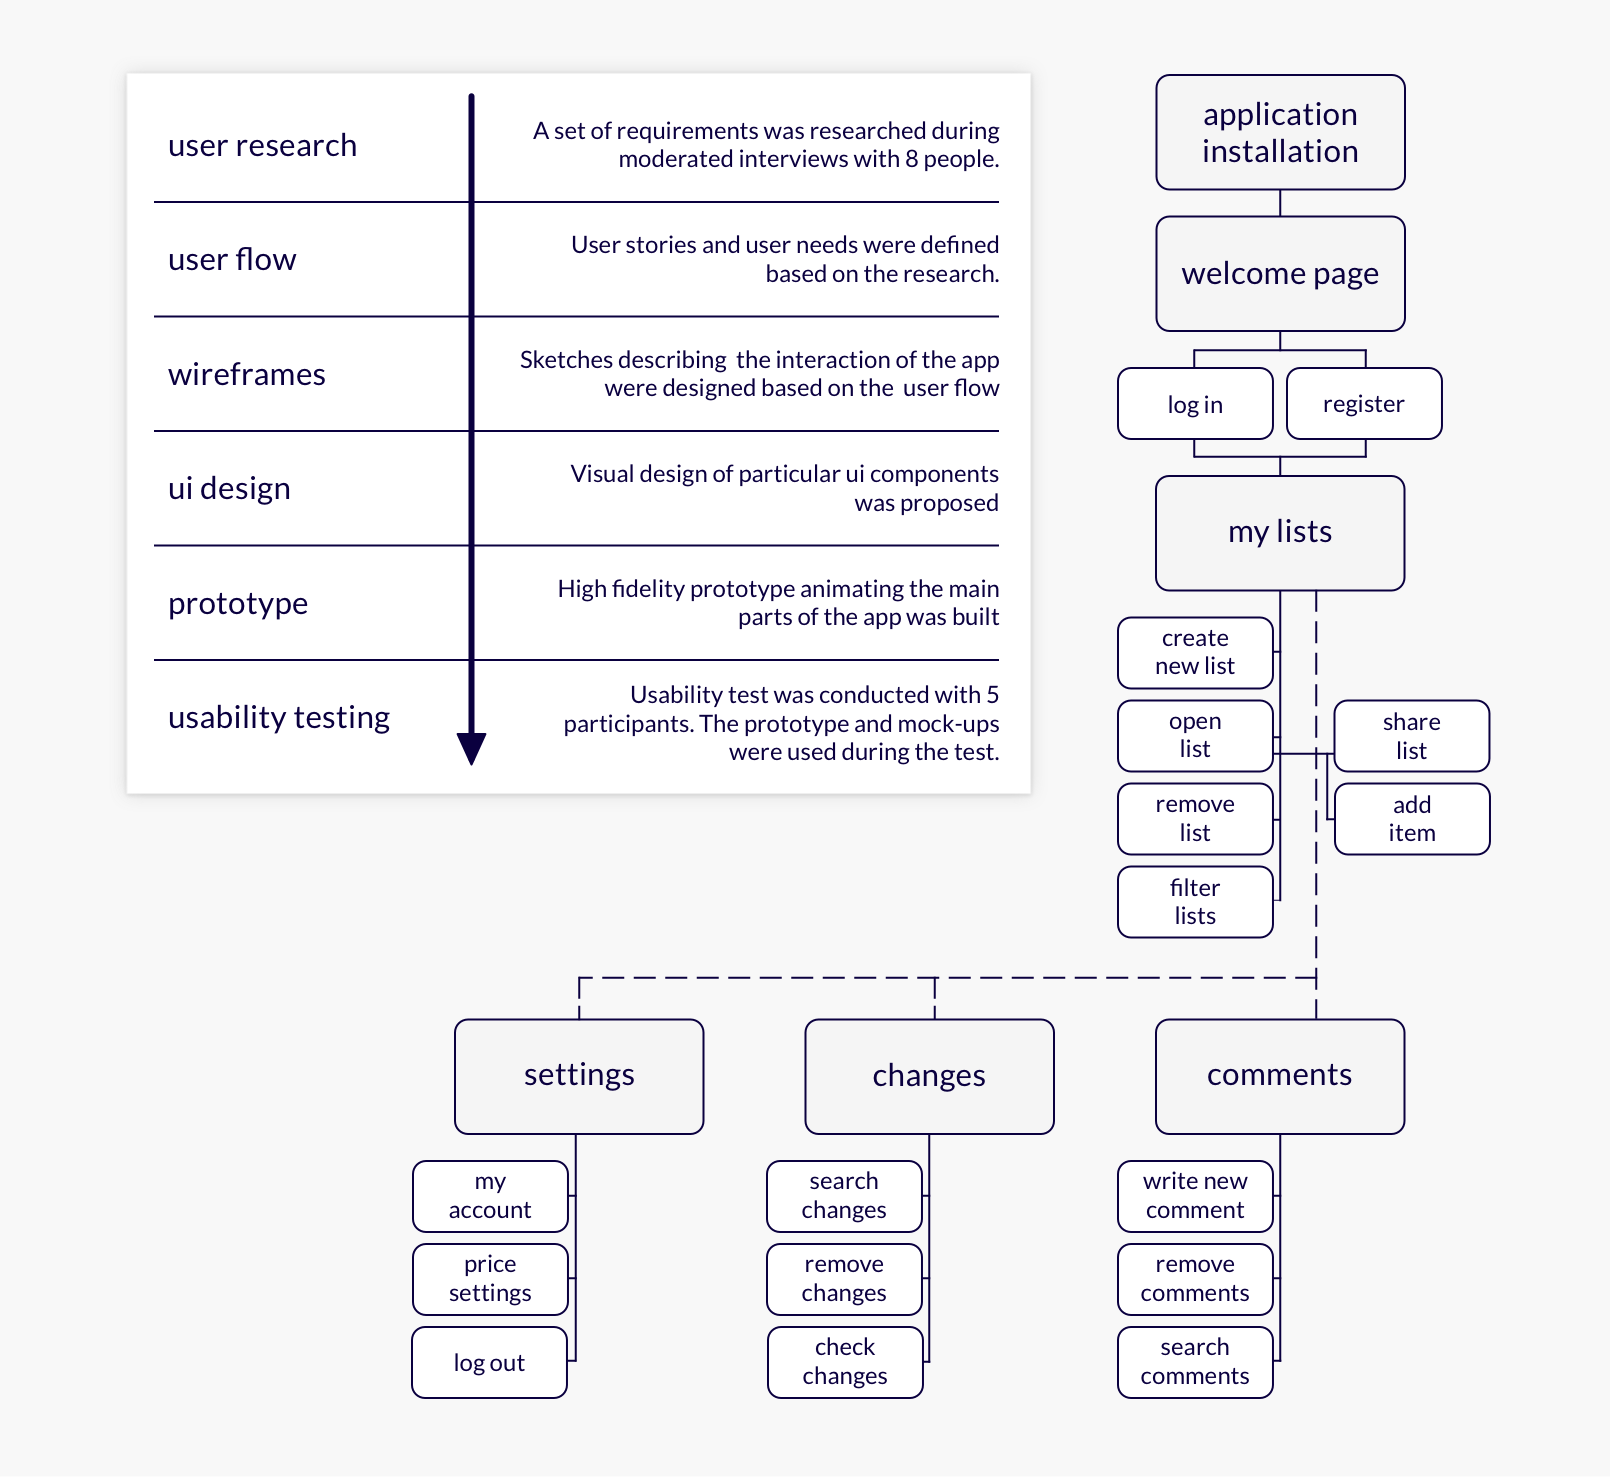 user research
A set of requirements was researched during
moderated interviews with 8 people.
user flow
User stories and user needs were defined
based on the research.
wireframes
Sketches describing  the interaction of the app
were designed based on the  user flow
ui design
Visual design of particular ui components
was proposed
prototype
High fidelity prototype animating the main
parts of the app was built
usability testing
Usability test was conducted with 5
participants. The prototype and mock-ups
were used during the test.
application
installation
welcome page
log in
register
my lists
create
new list
open
list
share
list
remove
list
add
item
filter
lists
settings
my
account
price
settings
log out
changes
search
changes
remove
changes
check
changes
comments
write new
comment
remove
comments
search
comments